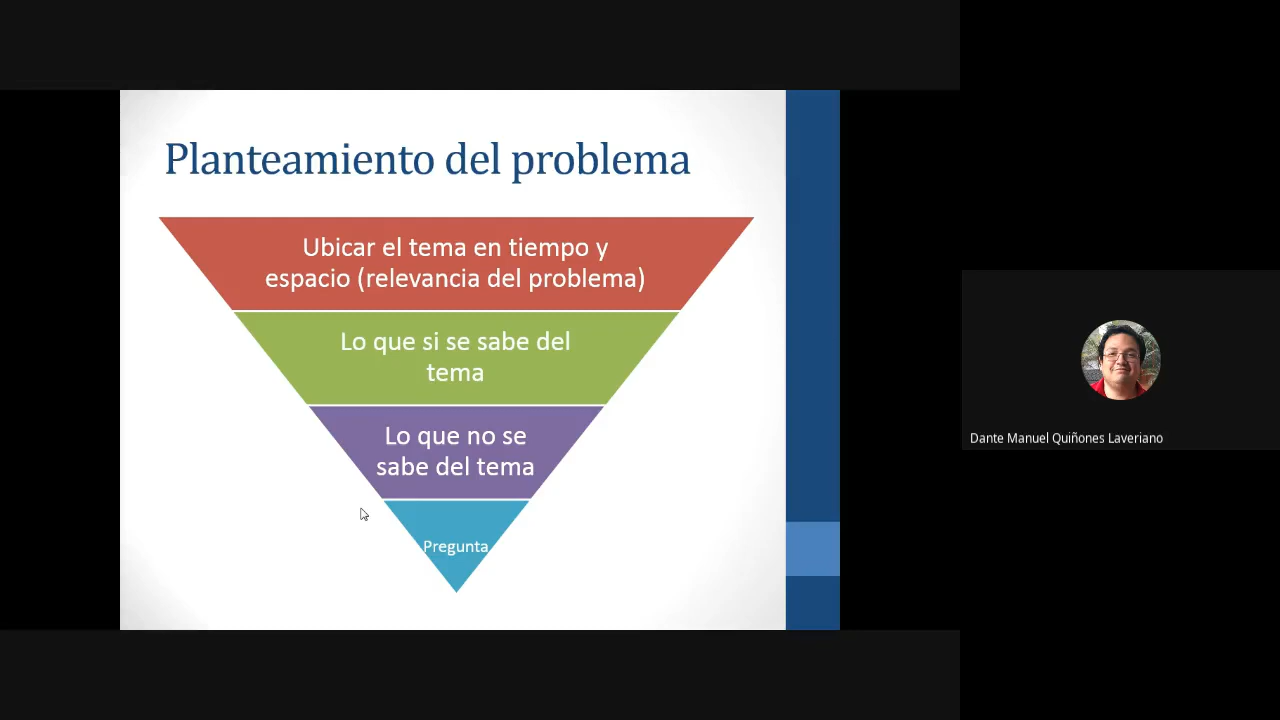 Planteamiento del problema
Ubicar el tema en tiempo y
espacio (relevancia del problema)
Lo que si se sabe del
tema
Lo que no se
sabe del tema
Pregunta
Dante Manuel Quiñones Laveriano